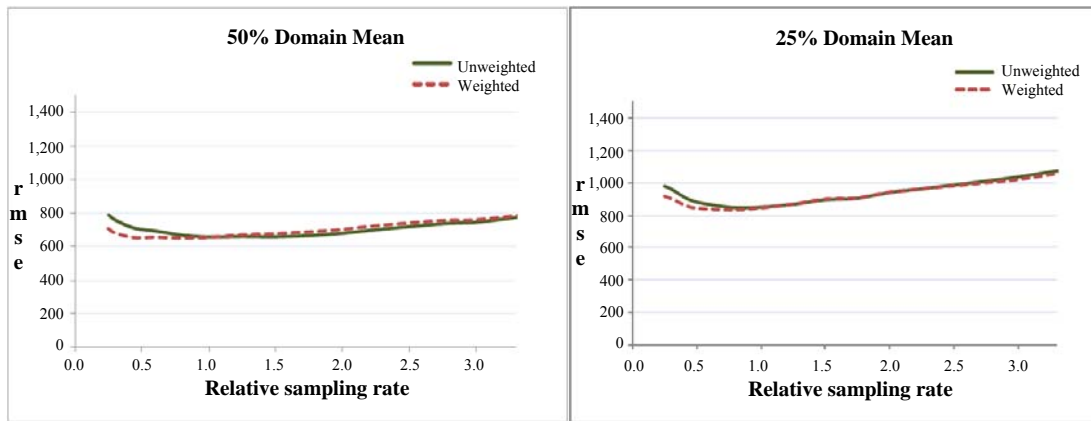 50% Domain Mean
Unweighted
Weighted
1,400
1,200
1,000
800
600
400
200
0
r
m
s
e
0.0 0.5 1.0 1.5 2.0 2.5 3.0
Relative sampling rate
25% Domain Mean
Unweighted
Weighted
1,400
1,200
1,000
800
600
400
200
0
r
m
s
e
0.0 0.5 1.0 1.5 2.0 2.5 3.0
Relative sampling rate